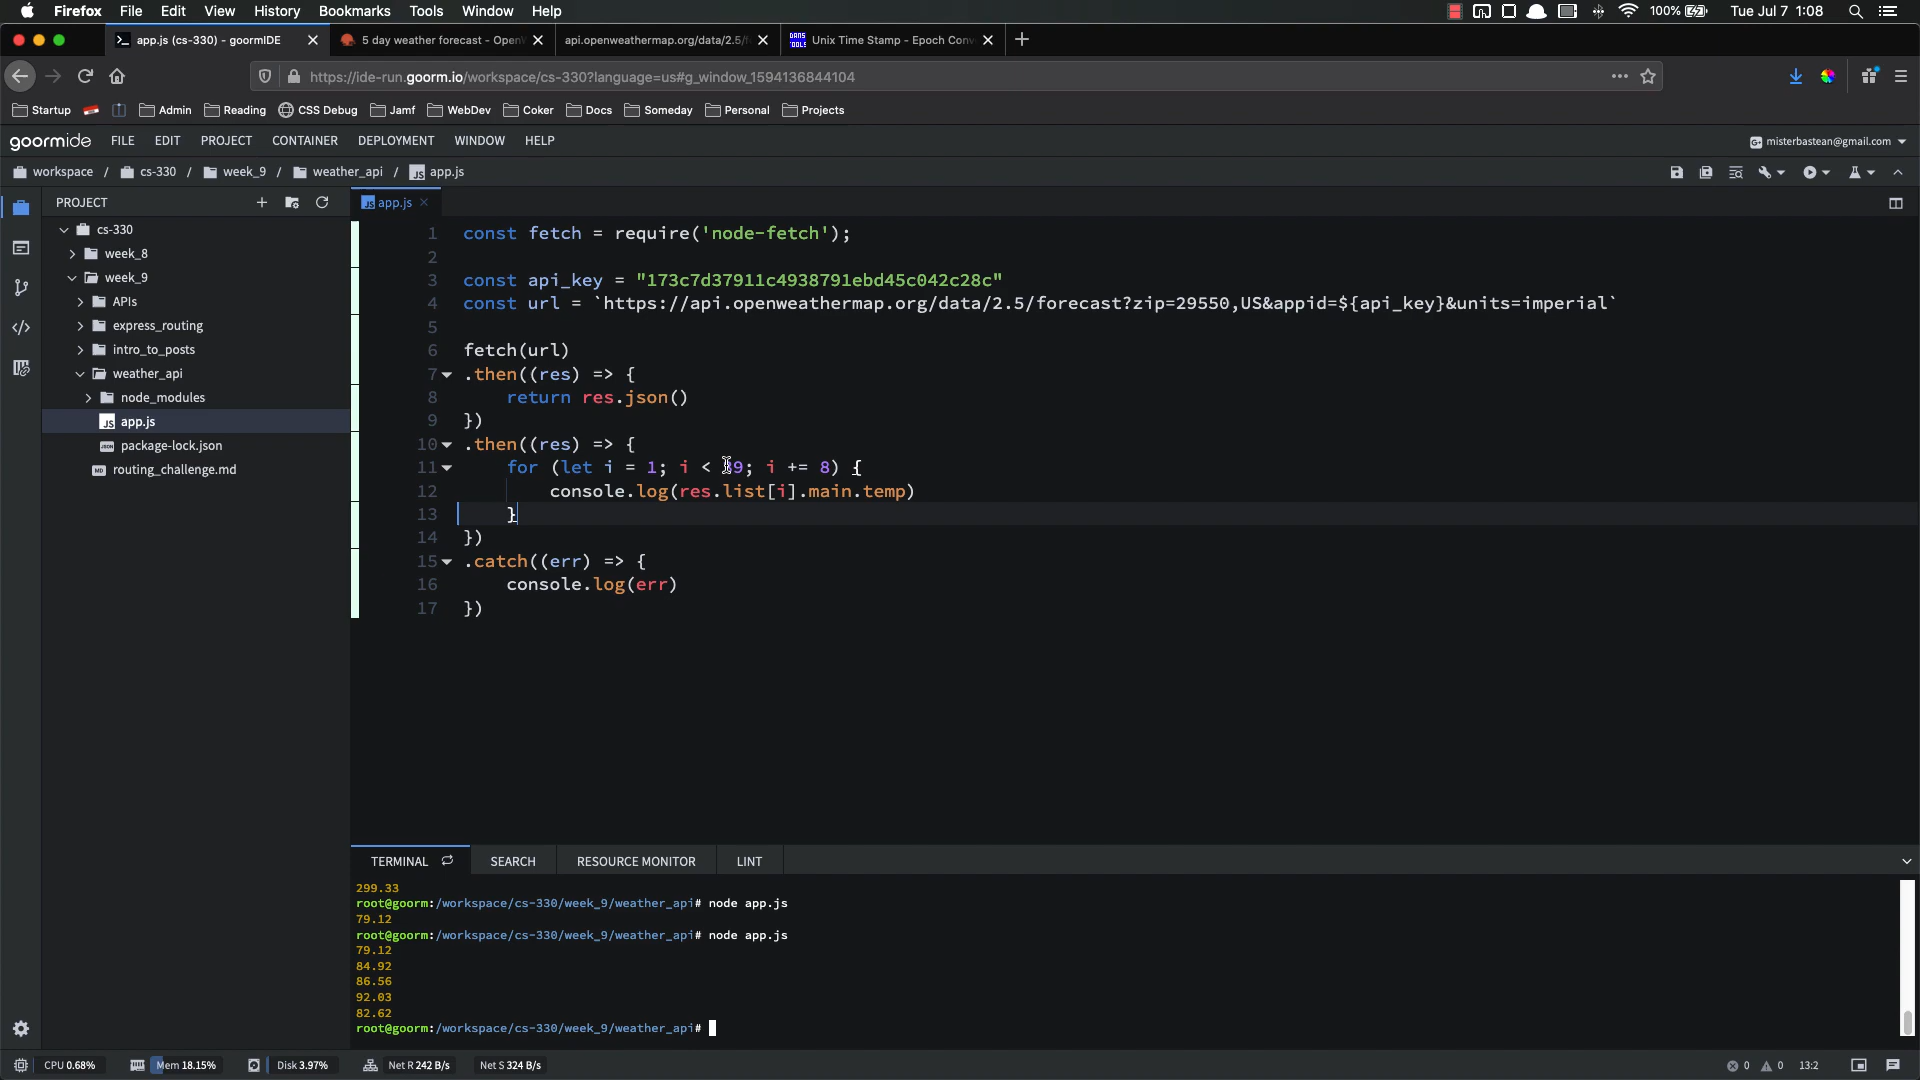 Firefox File Edit View History Bookmarks Tools Window Help 100% Tue Jul 7 1:08
app.js (cs-330) - goormIDE 5 day weather forecast - Open api.openweathermap.org/data/2.5/ Unix Time Stamp - Epoch Conv
https://ide-run.goorm.io/workspace/cs-330?language=us#g_window_1594136844104
Startup Admin Reading CSS Debug Jamf WebDev Coker Docs Someday Personal Projects
goormide FILE EDIT PROJECT CONTAINER DEPLOYMENT WINDOW HELP misterbastean@gmail.com
workspace / cs-330 / week_9 / weather_api / app.js
PROJECT
cs-330
week_8
week_9
APIs
express_routing
intro_to_posts
weather_api
node_modules
app.js
package-lock.json
routing_challenge.md
app.js
1 const fetch = require('node-fetch');
2
3 const api_key = "173c7d37911c4938791ebd45c042c28c"
4 const url = `https://api.openweathermap.org/data/2.5/forecast?zip=29550,US&appid=${api_key}&units=imperial`
5
6 fetch(url)
7 .then((res) => {
8 return res.json()
9 })
10 .then((res) => {
11 for (let i = 1; i < 39; i += 8) {
12 console.log(res.list[i].main.temp)
13 }
14 })
15 .catch((err) => {
16 console.log(err)
17 })
TERMINAL SEARCH RESOURCE MONITOR LINT
299.33
root@goorm:/workspace/cs-330/week_9/weather_api# node app.js
79.12
root@goorm:/workspace/cs-330/week_9/weather_api# node app.js
79.12
84.92
86.56
92.03
82.62
root@goorm:/workspace/cs-330/week_9/weather_api#
CPU 0.68% Mem 18.15% Disk 3.97% Net R 242 B/s Net S 324 B/s 0 0 13:2